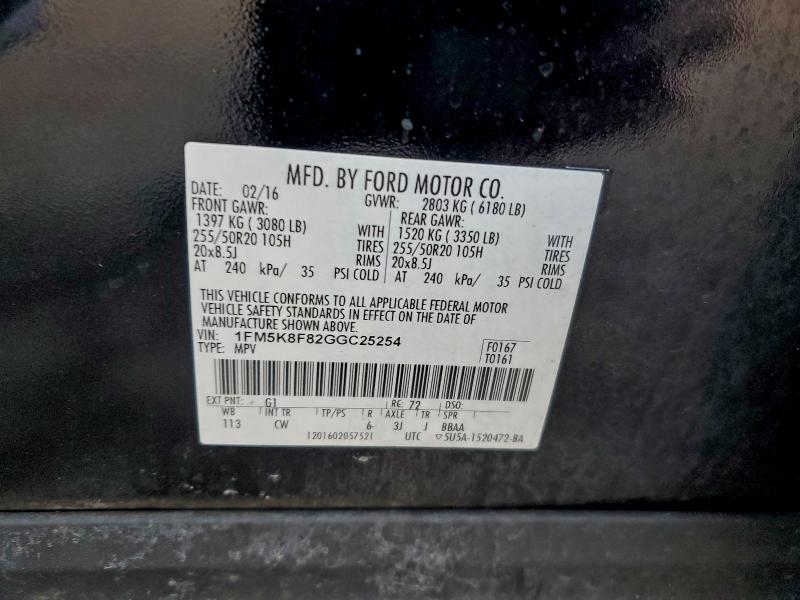 MFD. BY FORD MOTOR CO.
DATE: 02/16 GVWR: 2803 KG ( 6180 LB)
FRONT GAWR: REAR GAWR:
1397 KG ( 3080 LB) WITH 1520 KG ( 3350 LB) WITH
255/50R20 105H TIRES 255/50R20 105H TIRES
20x8.5J RIMS 20x8.5J RIMS
AT 240 kPa/ 35 PSI COLD AT 240 kPa/ 35 PSI COLD
THIS VEHICLE CONFORMS TO ALL APPLICABLE FEDERAL MOTOR
VEHICLE SAFETY STANDARDS IN EFFECT ON THE DATE OF
MANUFACTURE SHOWN ABOVE.
VIN: 1FM5K8F82GGC25254 F0167
TYPE: MPV T0161
EXT PNT: G1 RC: 72 DSO:
WB INT TR TP/PS R AXLE TR SPR
113 CW 6- 3J J BBAA
1201602057521 UTC ▽5U5A-1520472-BA